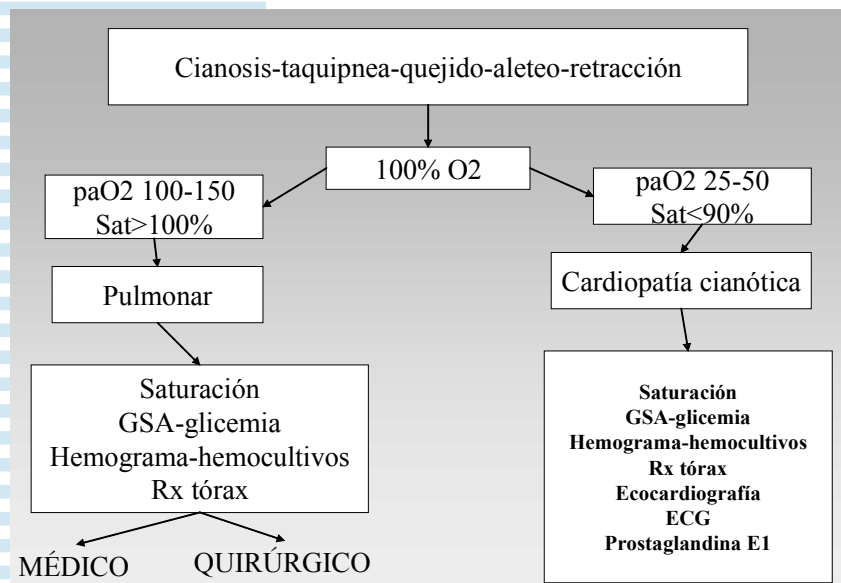 Cianosis-taquipnea-quejido-aleteo-retracción
100% O2
paO2 100-150
Sat>100%
paO2 25-50
Sat<90%
Pulmonar
Cardiopatía cianótica
Saturación
GSA-glicemia
Hemograma-hemocultivos
Rx tórax
MÉDICO
QUIRÚRGICO
Saturación
GSA-glicemia
Hemograma-hemocultivos
Rx tórax
Ecocardiografía
ECG
Prostaglandina E1